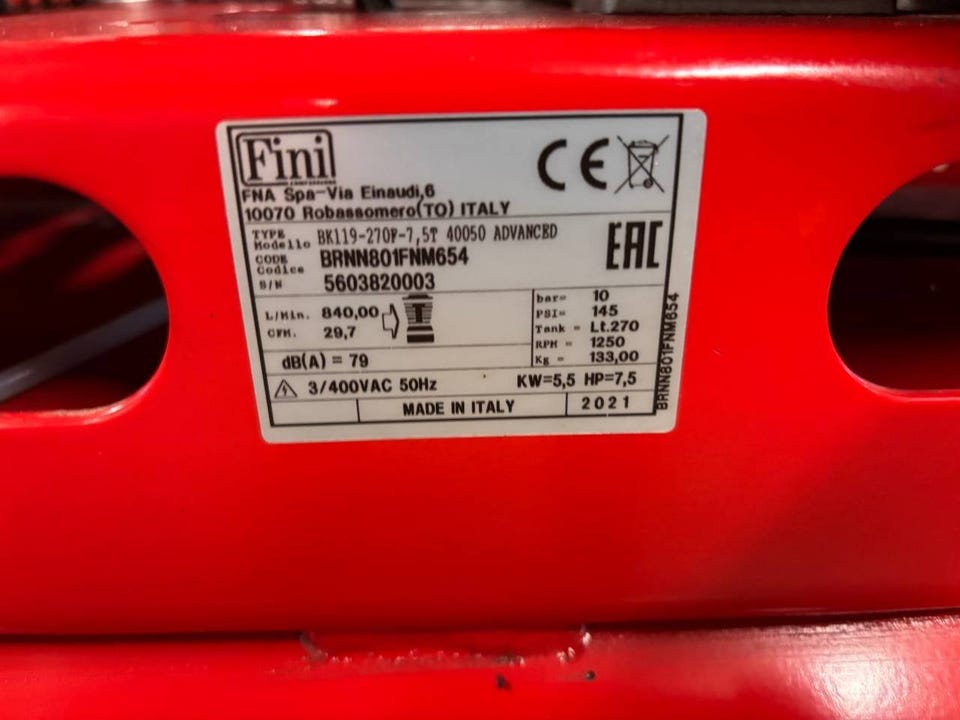 Fini
CE
FNA Spa-Via Einaudi,6
10070 Robassomero(TO) ITALY
TYPE
Modello
BK119-270F-7,5T 40050 ADVANCED
EAC
CODE
Codice
BRNN801FNM654
S/N
5603820003
L/Min. 840,00
CFM. 29,7
bar= 10
PSI= 145
Tank = Lt.270
RPM = 1250
Kg = 133,00
dB(A) = 79
3/400VAC 50Hz
KW=5,5 HP=7,5
MADE IN ITALY
2021
BRNN801FNM654